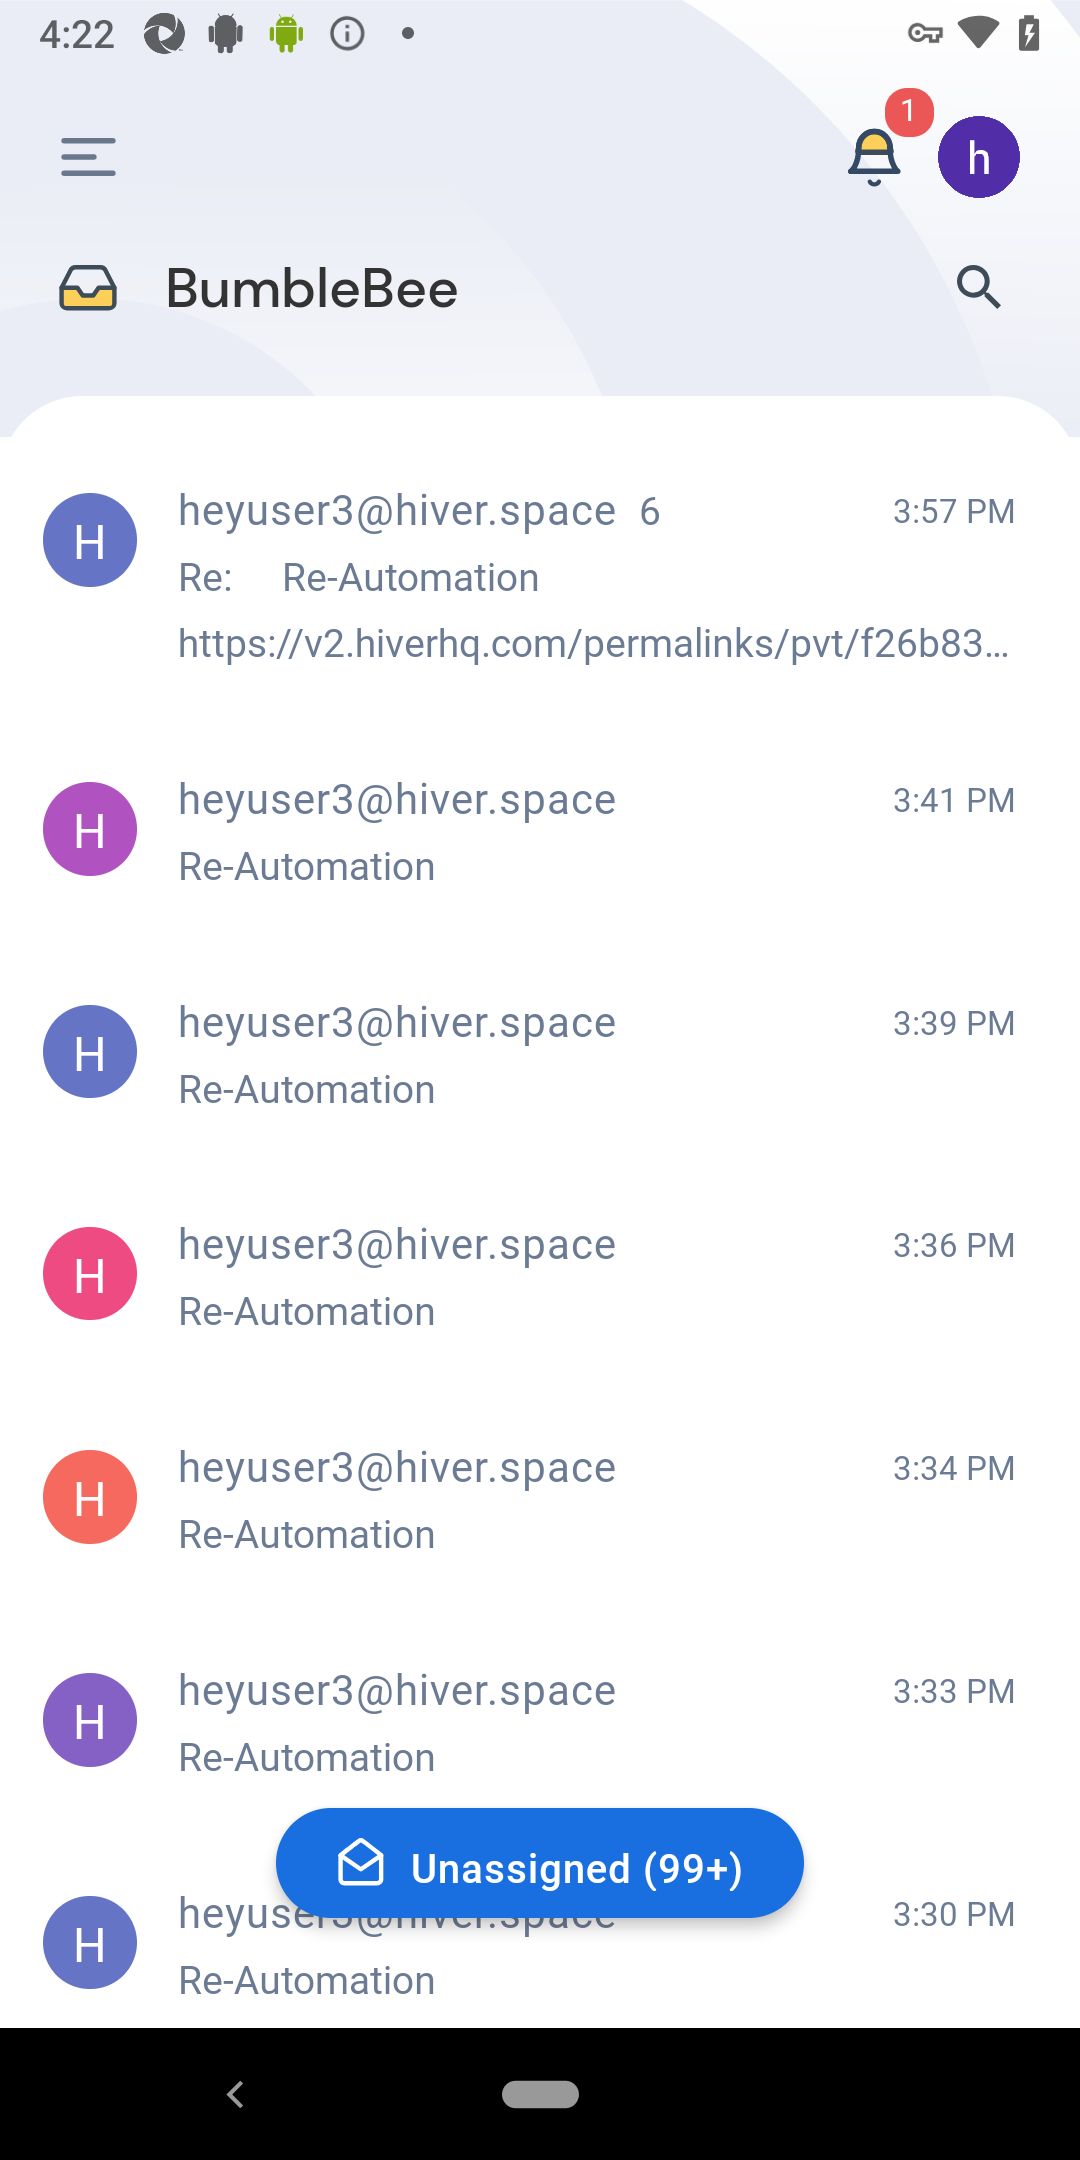 4:22
1
h
BumbleBee
H
heyuser3@hiver.space 6
3:57 PM
Re: Re-Automation
https://v2.hiverhq.com/permalinks/pvt/f26b83...
H
heyuser3@hiver.space
3:41 PM
Re-Automation
H
heyuser3@hiver.space
3:39 PM
Re-Automation
H
heyuser3@hiver.space
3:36 PM
Re-Automation
H
heyuser3@hiver.space
3:34 PM
Re-Automation
H
heyuser3@hiver.space
3:33 PM
Re-Automation
Unassigned (99+)
H
heyuser3@hiver.space
3:30 PM
Re-Automation